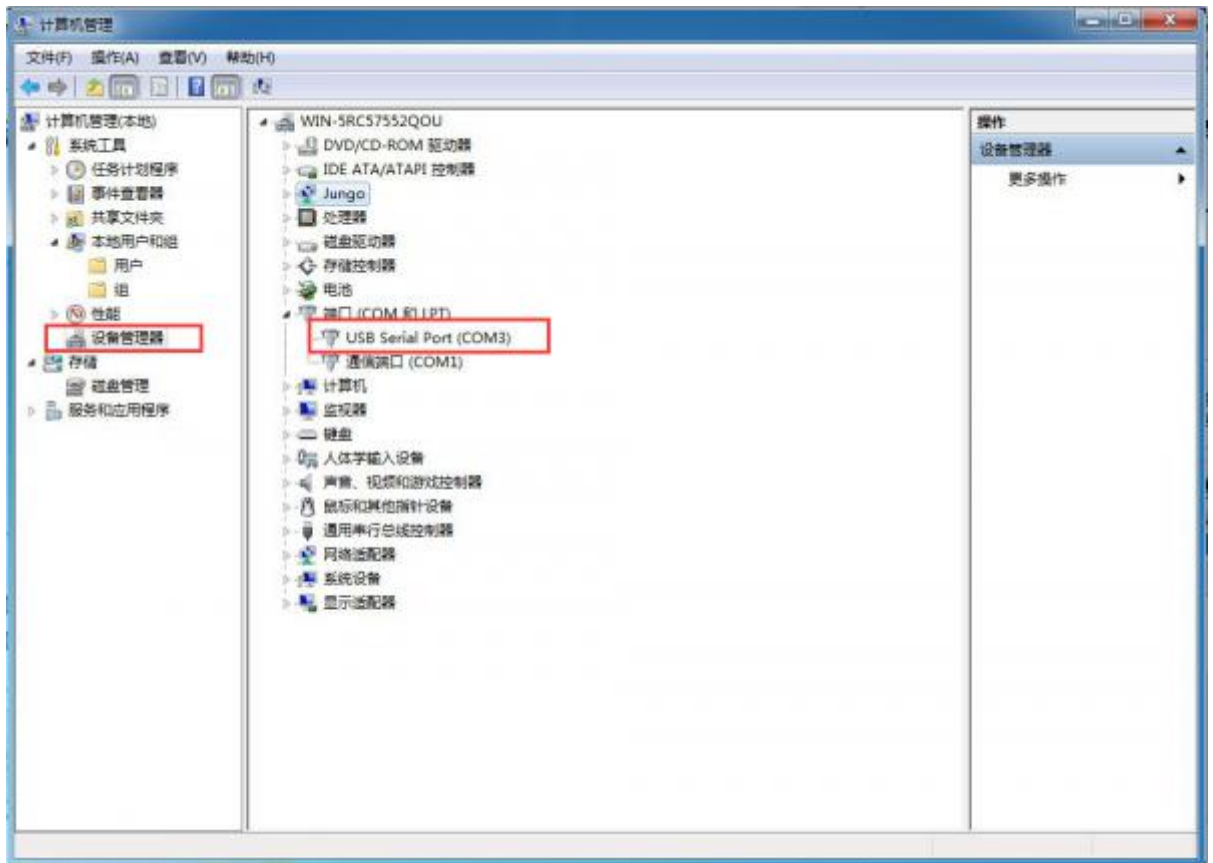 计算机管理
文件(F) 操作(A) 查看(V) 帮助(H)
计算机管理(本地)
系统工具
任务计划程序
事件查看器
共享文件夹
本地用户和组
用户
组
性能
设备管理器
存储
磁盘管理
服务和应用程序
WIN-5RC57552QOU
DVD/CD-ROM 驱动器
IDE ATA/ATAPI 控制器
Jungo
处理器
磁盘驱动器
存储控制器
电池
端口 (COM 和 LPT)
USB Serial Port (COM3)
通信端口 (COM1)
计算机
监视器
键盘
人体学输入设备
声音、视频和游戏控制器
鼠标和其他指针设备
通用串行总线控制器
网络适配器
系统设备
显示适配器
操作
设备管理器
更多操作